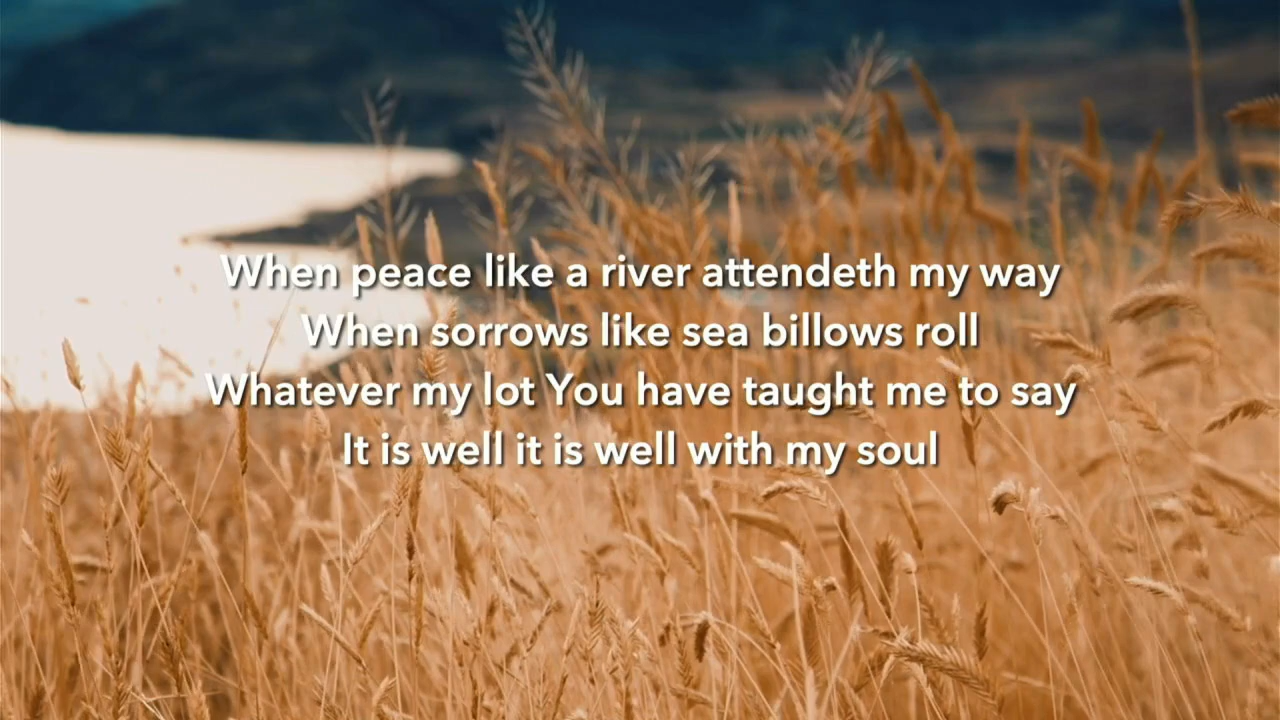 When peace like a river attendeth my way
When sorrows like sea billows roll
Whatever my lot You have taught me to say
It is well it is well with my soul